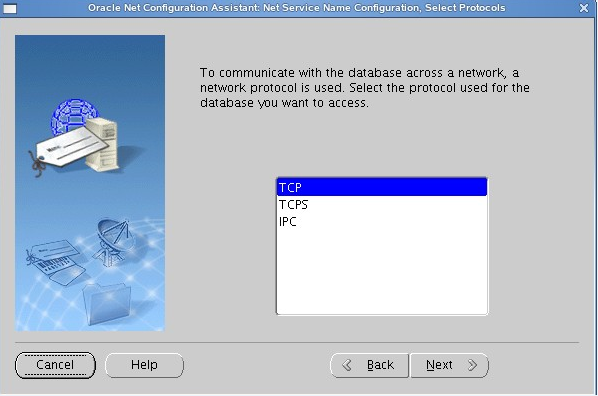 Oracle Net Configuration Assistant: Net Service Name Configuration, Select Protocols
To communicate with the database across a network, a
network protocol is used. Select the protocol used for the
database you want to access.
TCP
TCPS
IPC
Cancel
Help
Back
Next